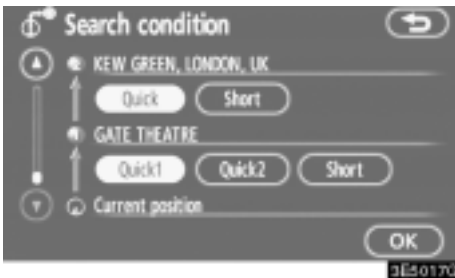 Search condition
KEW GREEN, LONDON, UK
Quick Short
GATE THEATRE
Quick1 Quick2 Short
Current position
OK
3E5017G